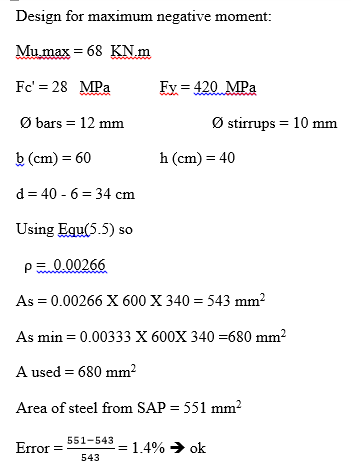 Design for maximum negative moment:
Mu,max = 68 KN.m
Fc' = 28 MPa Fy = 420 MPa
Ø bars = 12 mm Ø stirrups = 10 mm
b (cm) = 60 h (cm) = 40
d = 40 - 6 = 34 cm
Using Equ(5.5) so
ρ = 0.00266
As = 0.00266 X 600 X 340 = 543 mm²
As min = 0.00333 X 600X 340 =680 mm²
A used = 680 mm²
Area of steel from SAP = 551 mm²
Error = 551−543/543 = 1.4% ➔ ok